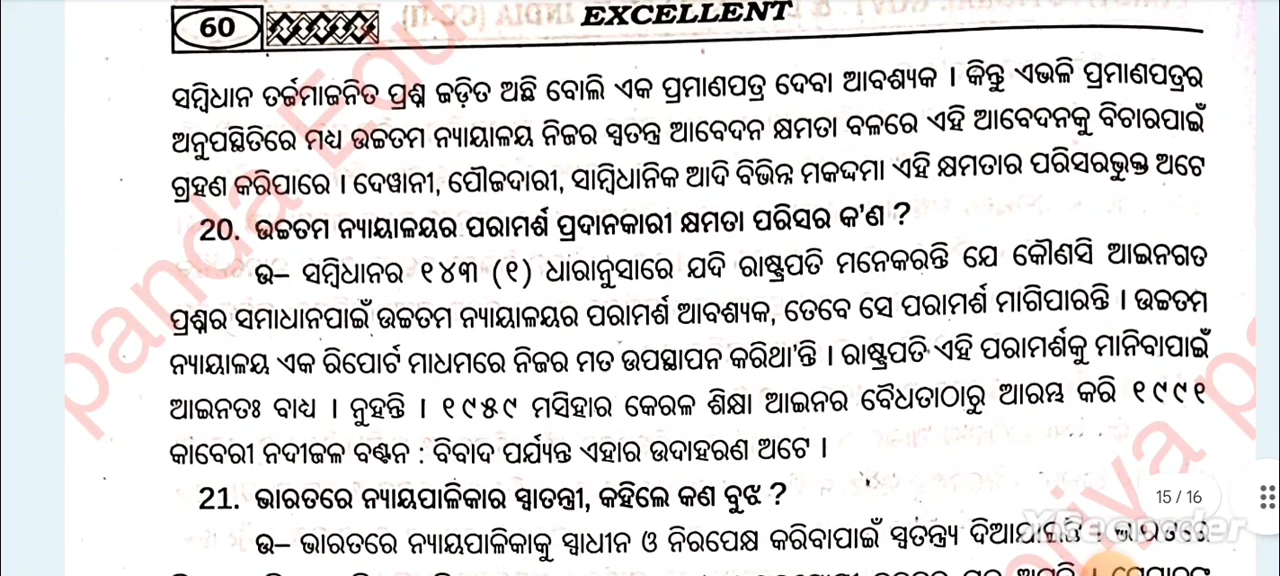 60 EXCELLENT
ସମ୍ବିଧାନ ତର୍ଜମାଜନିତ ପ୍ରଶ୍ନ ଜଡ଼ିତ ଅଛି ବୋଲି ଏକ ପ୍ରମାଣପତ୍ର ଦେବା ଆବଶ୍ୟକ । କିନ୍ତୁ ଏଭଳି ପ୍ରମାଣପତ୍ରର
ଅନୁପସ୍ଥିତିରେ ମଧ୍ୟ ଉଚ୍ଚତମ ନ୍ୟାୟାଳୟ ନିଜର ସ୍ୱତନ୍ତ୍ର ଆବେଦନ କ୍ଷମତା ବଳରେ ଏହି ଆବେଦନକୁ ବିଚାରପାଇଁ
ଗ୍ରହଣ କରିପାରେ । ଦେୱାନୀ, ପୌଜଦାରୀ, ସାମ୍ବିଧାନିକ ଆଦି ବିଭିନ୍ନ ମକଦ୍ଦମା ଏହି କ୍ଷମତାର ପରିସରଭୁକ୍ତ ଅଟେ
20. ଉଚ୍ଚତମ ନ୍ୟାୟାଳୟର ପରାମର୍ଶ ପ୍ରଦାନକାରୀ କ୍ଷମତା ପରିସର କ'ଣ ?
ଉ– ସମ୍ବିଧାନର ୧୪୩ (୧) ଧାରାନୁସାରେ ଯଦି ରାଷ୍ଟ୍ରପତି ମନେକରନ୍ତି ଯେ କୌଣସି ଆଇନଗତ
ପ୍ରଶ୍ନର ସମାଧାନପାଇଁ ଉଚ୍ଚତମ ନ୍ୟାୟାଳୟର ପରାମର୍ଶ ଆବଶ୍ୟକ, ତେବେ ସେ ପରାମର୍ଶ ମାଗିପାରନ୍ତି । ଉଚ୍ଚତମ
ନ୍ୟାୟାଳୟ ଏକ ରିପୋର୍ଟ ମାଧମରେ ନିଜର ମତ ଉପସ୍ଥାପନ କରିଥା'ନ୍ତି । ରାଷ୍ଟ୍ରପତି ଏହି ପରାମର୍ଶକୁ ମାନିବାପାଇଁ
ଆଇନତଃ ବାଧ୍ୟ । ନୁହନ୍ତି । ୧୯୫୯ ମସିହାର କେରଳ ଶିକ୍ଷା ଆଇନର ବୈଧତାଠାରୁ ଆରମ୍ଭ କରି ୧୯୯୧
କାବେରୀ ନଦୀଜଳ ବଣ୍ଟନ : ବିବାଦ ପର୍ଯ୍ୟନ୍ତ ଏହାର ଉଦାହରଣ ଅଟେ ।
21. ଭାରତରେ ନ୍ୟାୟପାଳିକାର ସ୍ୱାତନ୍ତ୍ରୀ, କହିଲେ କଣ ବୁଝ ?
15 / 16
ଉ– ଭାରତରେ ନ୍ୟାୟପାଳିକାକୁ ସ୍ୱାଧୀନ ଓ ନିରପେକ୍ଷ କରିବାପାଇଁ ସ୍ୱତନ୍ତ୍ର୍ୟ